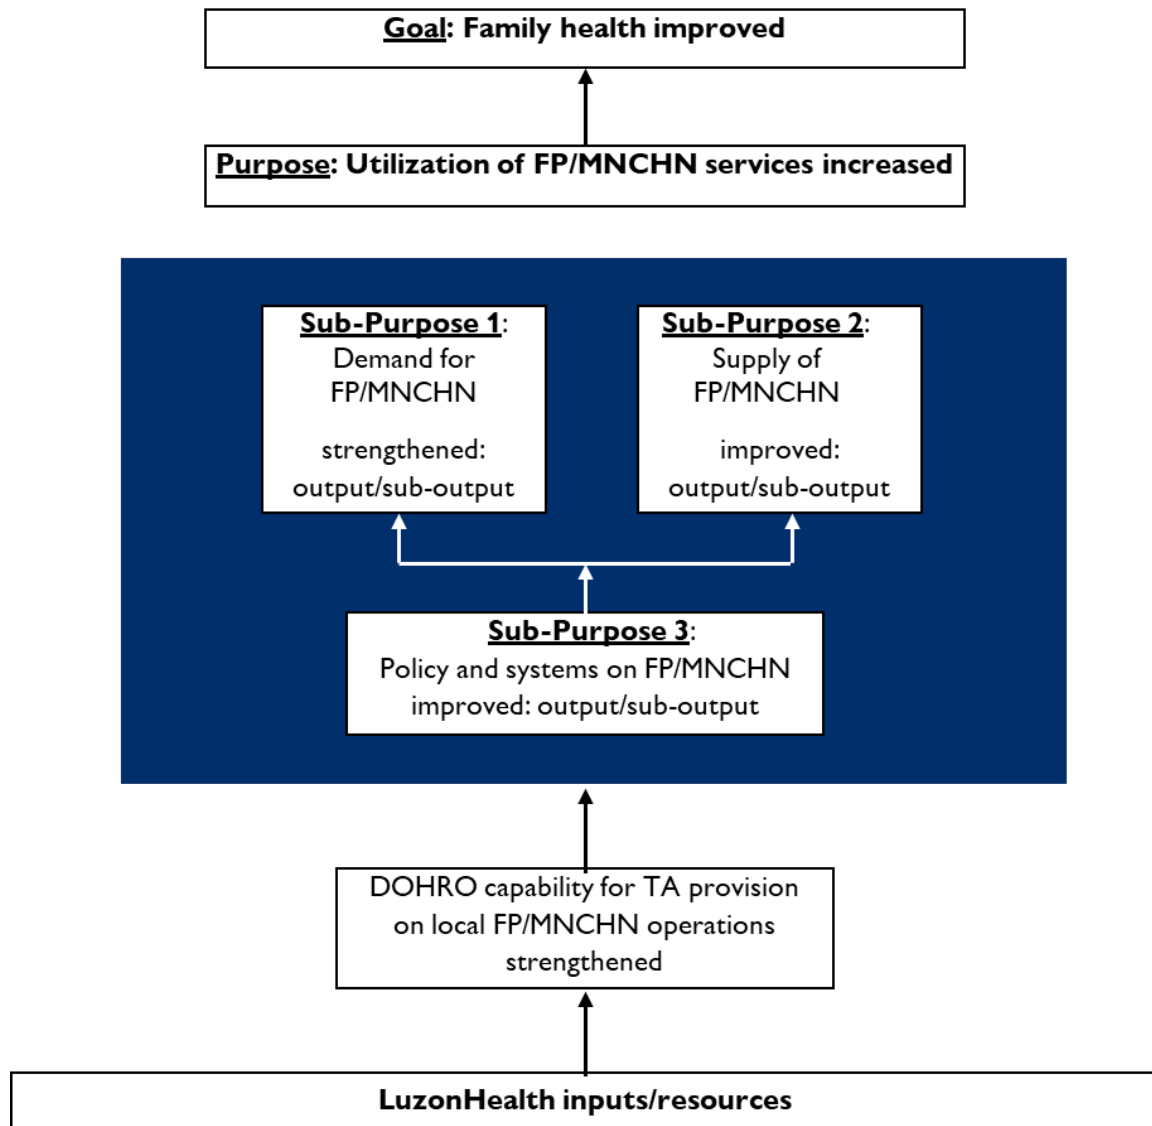 Goal: Family health improved
Purpose: Utilization of FP/MNCHN services increased
Sub-Purpose 1:
Demand for
FP/MNCHN
strengthened:
output/sub-output
Sub-Purpose 2:
Supply of
FP/MNCHN
improved:
output/sub-output
Sub-Purpose 3:
Policy and systems on FP/MNCHN
improved: output/sub-output
DOHRO capability for TA provision
on local FP/MNCHN operations
strengthened
LuzonHealth inputs/resources